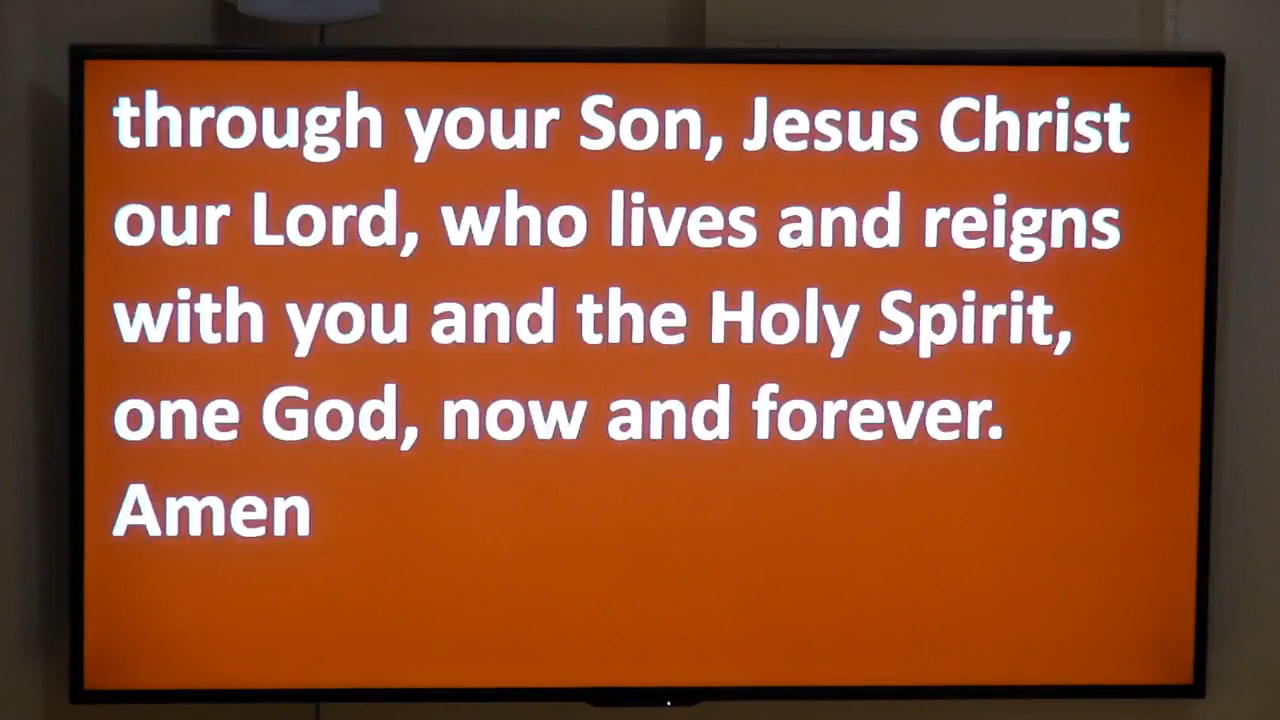 through your Son, Jesus Christ
our Lord, who lives and reigns
with you and the Holy Spirit,
one God, now and forever.
Amen